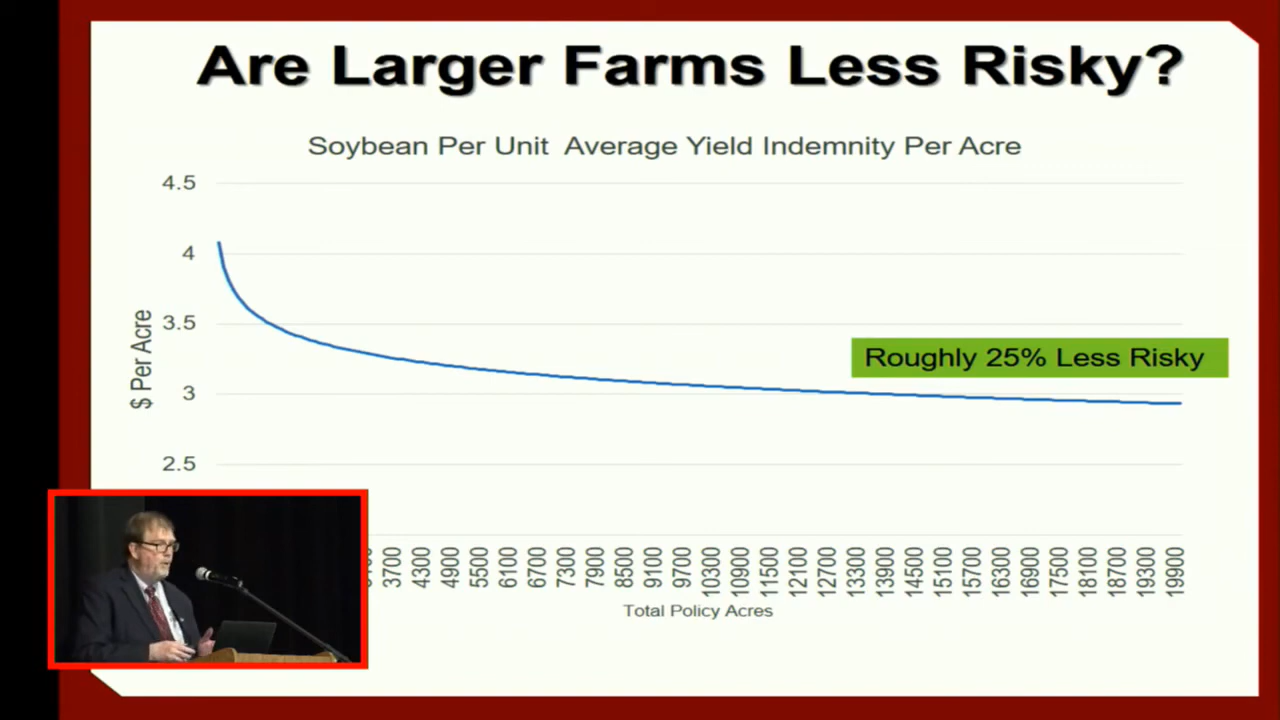 Are Larger Farms Less Risky?
Soybean Per Unit Average Yield Indemnity Per Acre
4.5
4
3.5
3
2.5
$ Per Acre
Roughly 25% Less Risky
3700 4300 4900 5500 6100 6700 7300 7900 8500 9100 9700 10300 10900 11500 12100 12700 13300 13900 14500 15100 15700 16300 16900 17500 18100 18700 19300 19900
Total Policy Acres